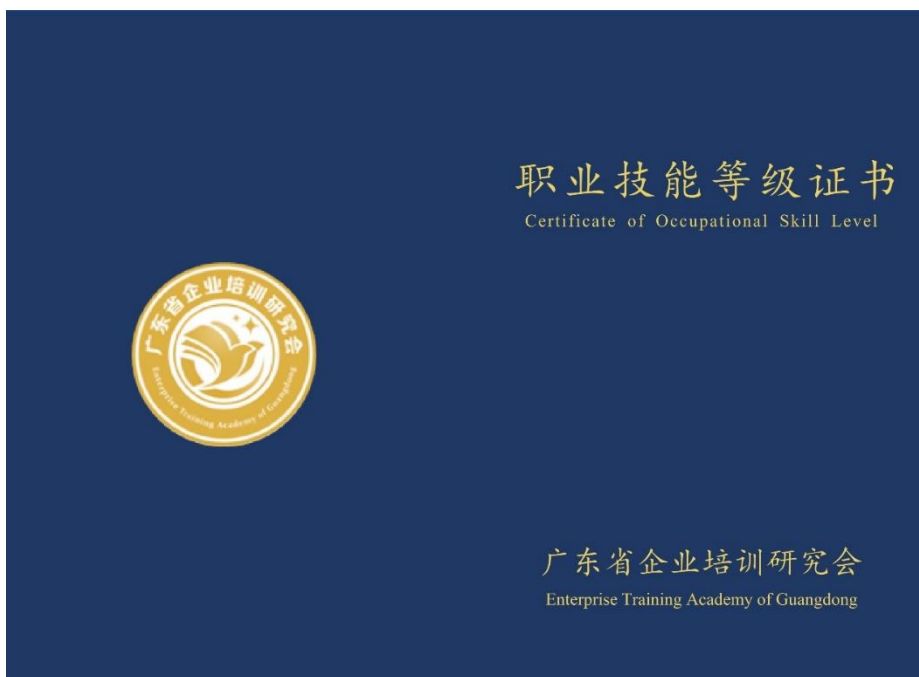 职业技能等级证书
Certificate of Occupational Skill Level
广东省企业培训研究会
Enterprise Training Academy of Guangdong
广东省企业培训研究会
Enterprise Training Academy of Guangdong